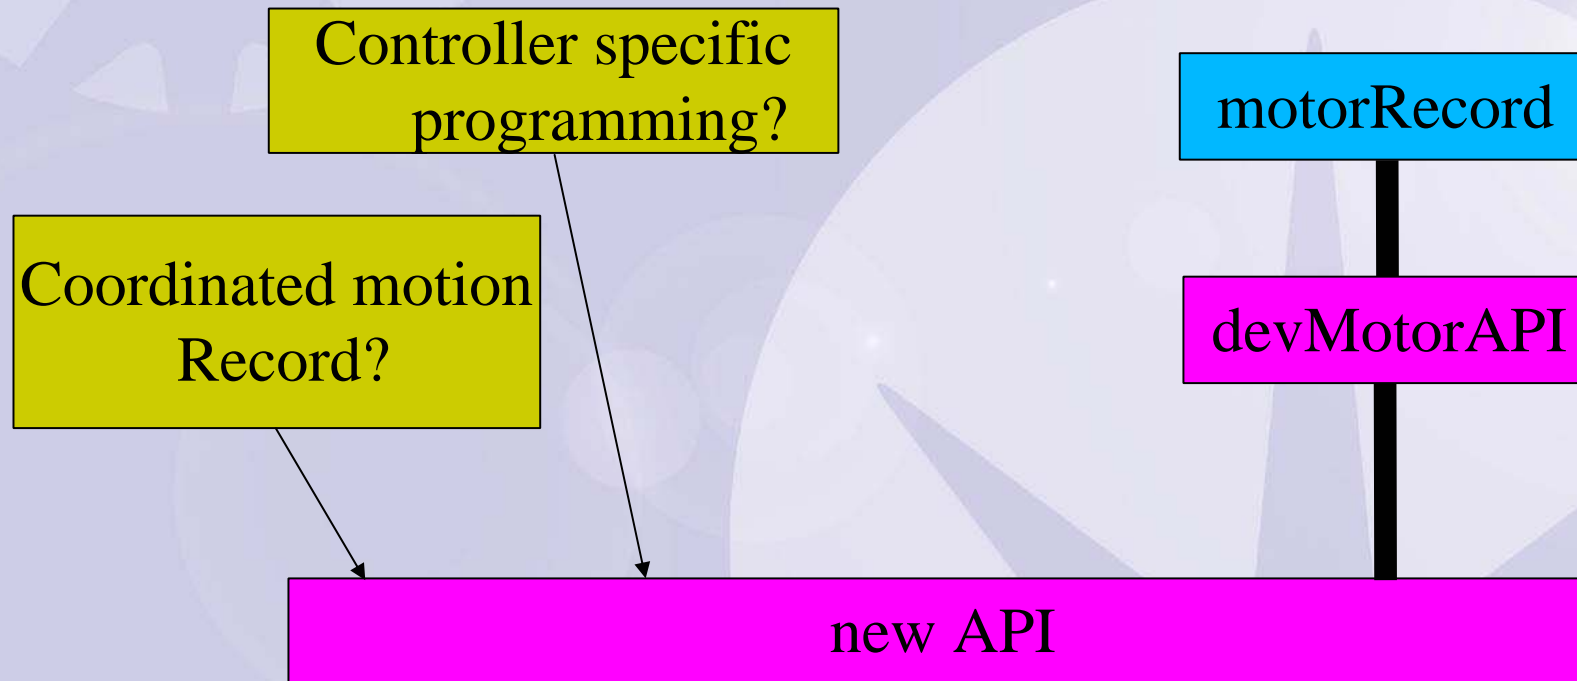 Controller specific
programming?
motorRecord
Coordinated motion
Record?
devMotorAPI
new API